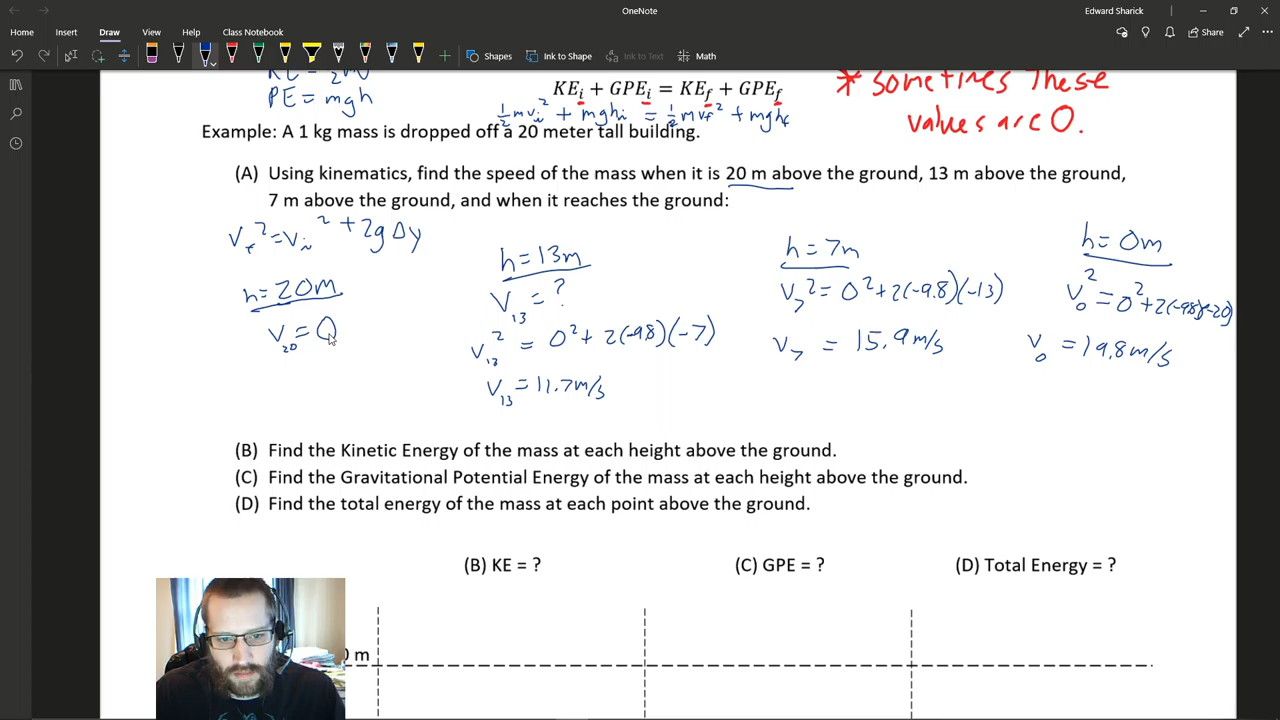 OneNote
Edward Sharick
Home Insert Draw View Help Class Notebook
Share
Shapes Ink to Shape Ink to Text Math
PE = mgh
KEi + GPEi = KEf + GPEf
½mvi² + mghi = ½mvf² + mghf
* sometimes these
values are 0.
Example: A 1 kg mass is dropped off a 20 meter tall building.
(A) Using kinematics, find the speed of the mass when it is 20 m above the ground, 13 m above the ground,
7 m above the ground, and when it reaches the ground:
vf² = vi² + 2gΔy
h = 20m
v20 = 0
h = 13m
v13 = ?
v13² = 0² + 2(-9.8)(-7)
v13 = 11.7m/s
h = 7m
v7² = 0² + 2(-9.8)(-13)
v7 = 15.9m/s
h = 0m
v0² = 0² + 2(-9.8)(-20)
v0 = 19.8m/s
(B) Find the Kinetic Energy of the mass at each height above the ground.
(C) Find the Gravitational Potential Energy of the mass at each height above the ground.
(D) Find the total energy of the mass at each point above the ground.
(B) KE = ?
(C) GPE = ?
(D) Total Energy = ?
m